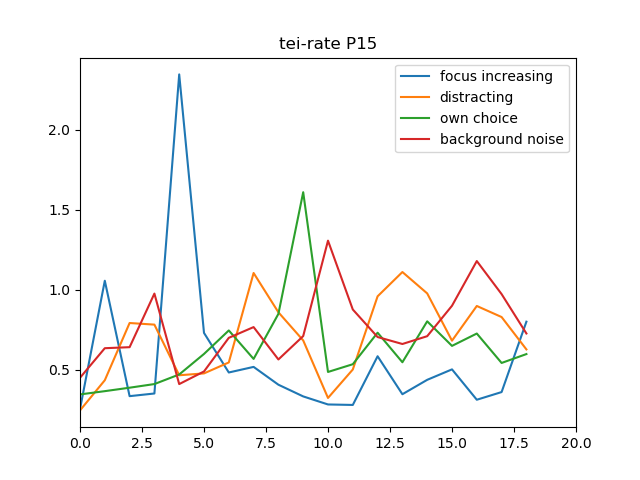 tei-rate P15
focus increasing
distracting
own choice
background noise
2.0
1.5
1.0
0.5
0.0 2.5 5.0 7.5 10.0 12.5 15.0 17.5 20.0